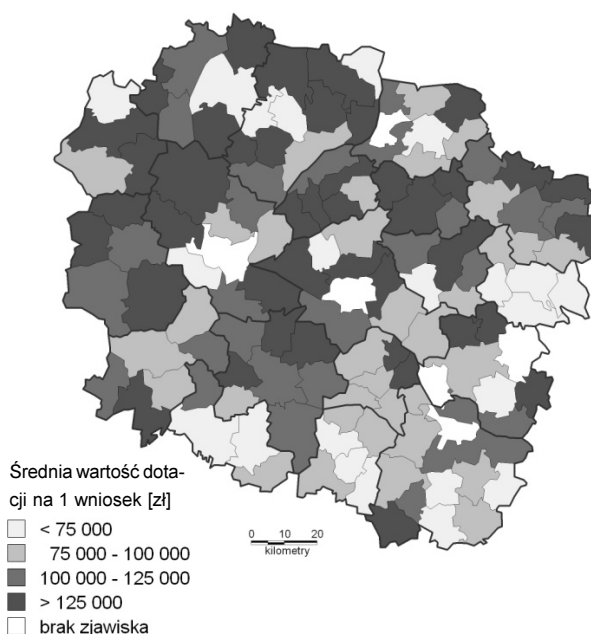 Średnia wartość dota-
cji na 1 wniosek [zł]
< 75 000
75 000 - 100 000
100 000 - 125 000
> 125 000
brak zjawiska
0 10 20
kilometry